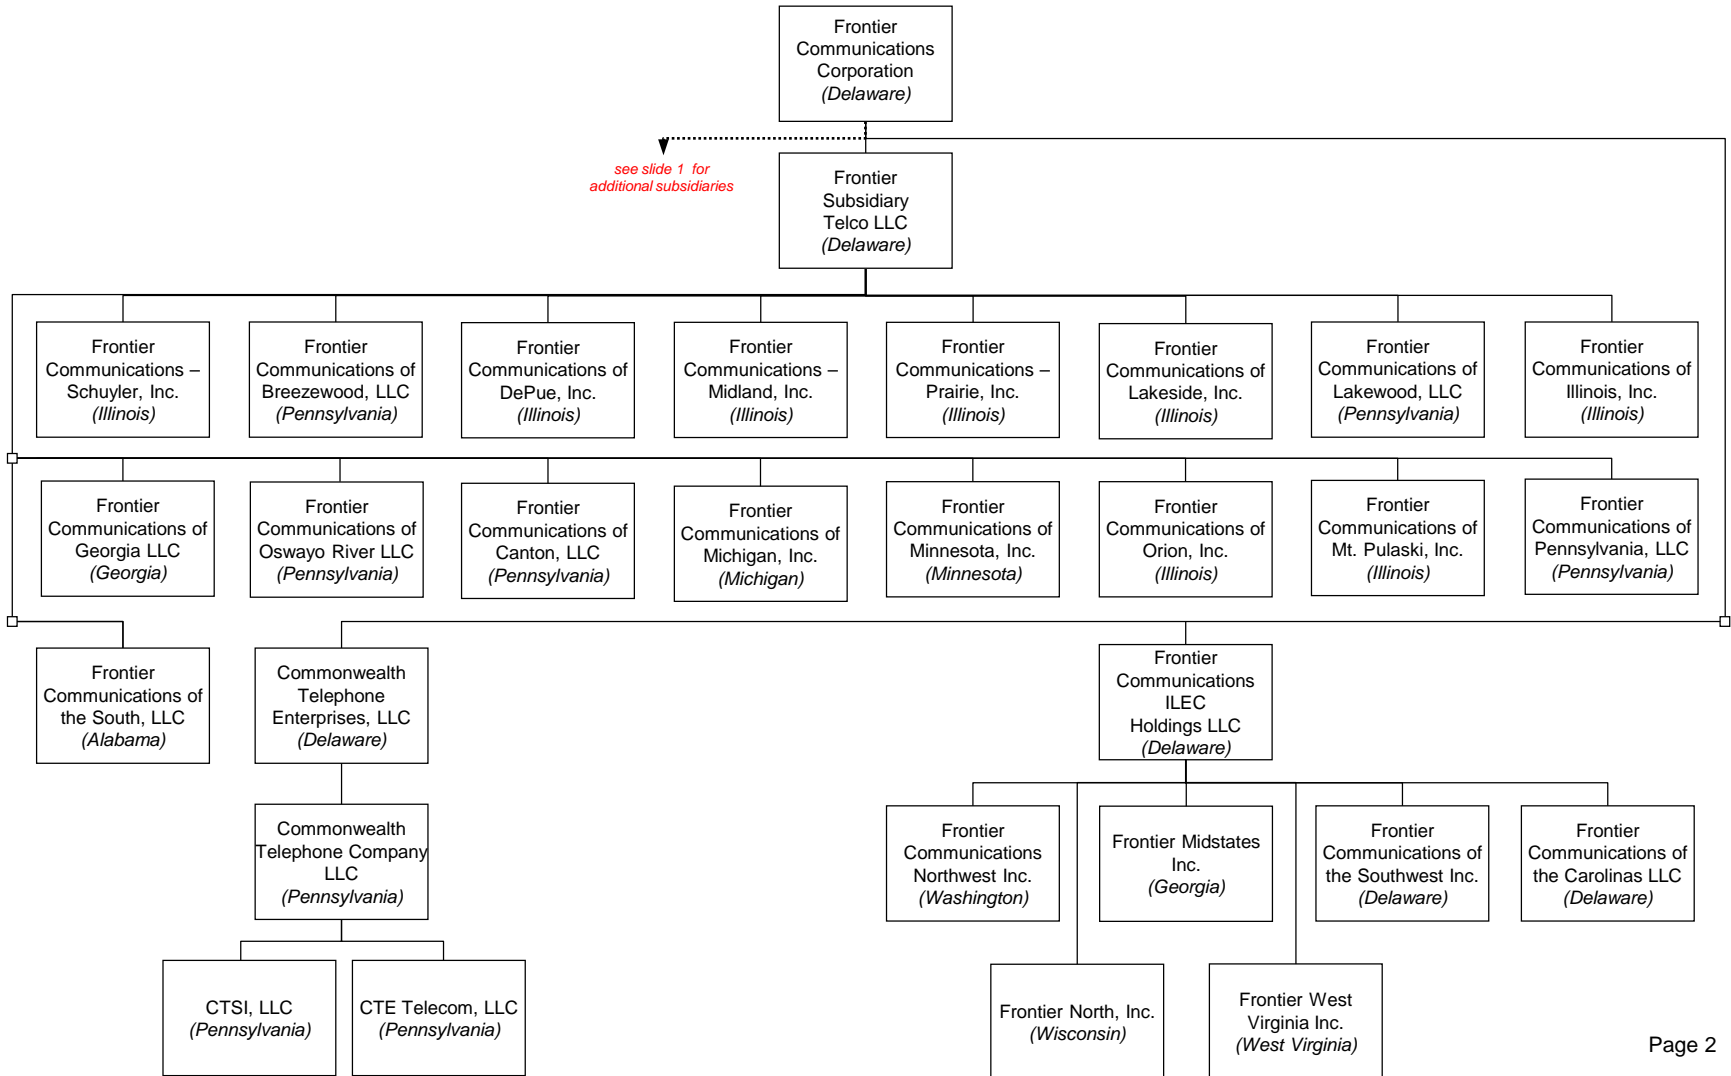 Frontier
Communications
Corporation
(Delaware)
see slide 1 for
additional subsidiaries
Frontier
Subsidiary
Telco LLC
(Delaware)
Frontier
Communications –
Schuyler, Inc.
(Illinois)
Frontier
Communications of
Breezewood, LLC
(Pennsylvania)
Frontier
Communications of
DePue, Inc.
(Illinois)
Frontier
Communications –
Midland, Inc.
(Illinois)
Frontier
Communications –
Prairie, Inc.
(Illinois)
Frontier
Communications of
Lakeside, Inc.
(Illinois)
Frontier
Communications of
Lakewood, LLC
(Pennsylvania)
Frontier
Communications of
Illinois, Inc.
(Illinois)
Frontier
Communications of
Georgia LLC
(Georgia)
Frontier
Communications of
Oswayo River LLC
(Pennsylvania)
Frontier
Communications of
Canton, LLC
(Pennsylvania)
Frontier
Communications of
Michigan, Inc.
(Michigan)
Frontier
Communications of
Minnesota, Inc.
(Minnesota)
Frontier
Communications of
Orion, Inc.
(Illinois)
Frontier
Communications of
Mt. Pulaski, Inc.
(Illinois)
Frontier
Communications of
Pennsylvania, LLC
(Pennsylvania)
Frontier
Communications of
the South, LLC
(Alabama)
Commonwealth
Telephone
Enterprises, LLC
(Delaware)
Frontier
Communications
ILEC
Holdings LLC
(Delaware)
Commonwealth
Telephone Company
LLC
(Pennsylvania)
Frontier
Communications
Northwest Inc.
(Washington)
Frontier Midstates
Inc.
(Georgia)
Frontier
Communications of
the Southwest Inc.
(Delaware)
Frontier
Communications of
the Carolinas LLC
(Delaware)
CTSI, LLC
(Pennsylvania)
CTE Telecom, LLC
(Pennsylvania)
Frontier North, Inc.
(Wisconsin)
Frontier West
Virginia Inc.
(West Virginia)
Page 2